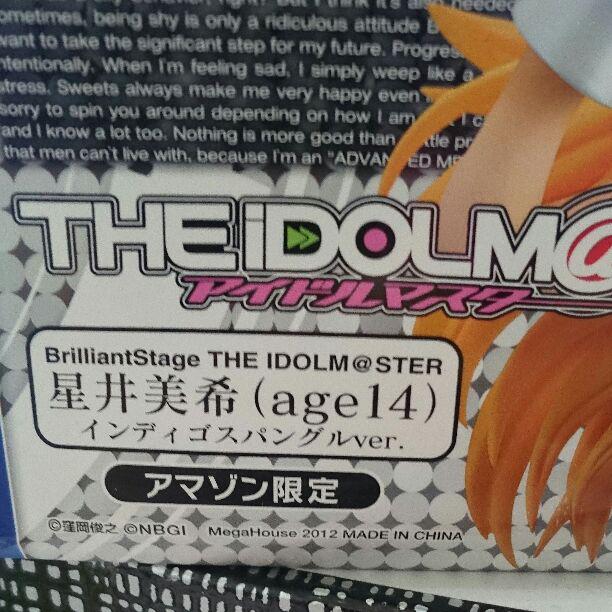 ometimes, being shy is only a ridiculous attitude
want to take the significant step for my future. Progres
ntentionally. When I'm feeling sad, I simply weep like a
stress. Sweets always make me very happy even
sorry to spin you around depending on how I am I c
and I know a lot too. Nothing is more good than ttle pr
that men can't live with, because I'm an "ADVAN ED ME
THE iDOLM@
アイドルマスター
BrilliantStage THE IDOLM@STER
星井美希(age14)
インディゴスパングルver.
アマゾン限定
©窪岡俊之 ©NBGI MegaHouse 2012 MADE IN CHINA